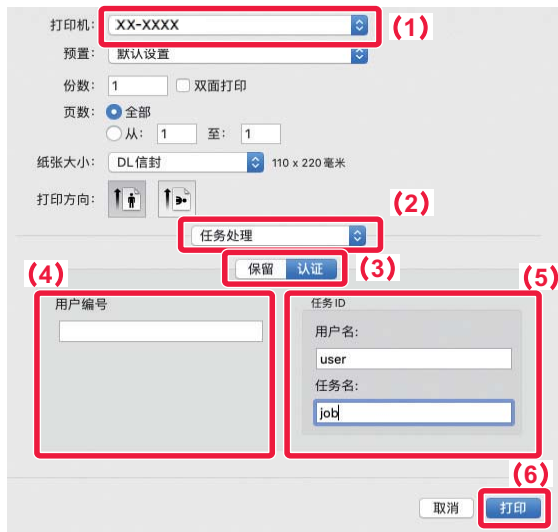 打印机: XX-XXXX (1)
预置: 默认设置
份数: 1 双面打印
页数: 全部
从: 1 至: 1
纸张大小: DL信封 110 x 220 毫米
打印方向:
(2)
任务处理
保留 认证 (3)
(4) (5)
用户编号 任务 ID
用户名:
user
任务名:
job
(6)
取消 打印